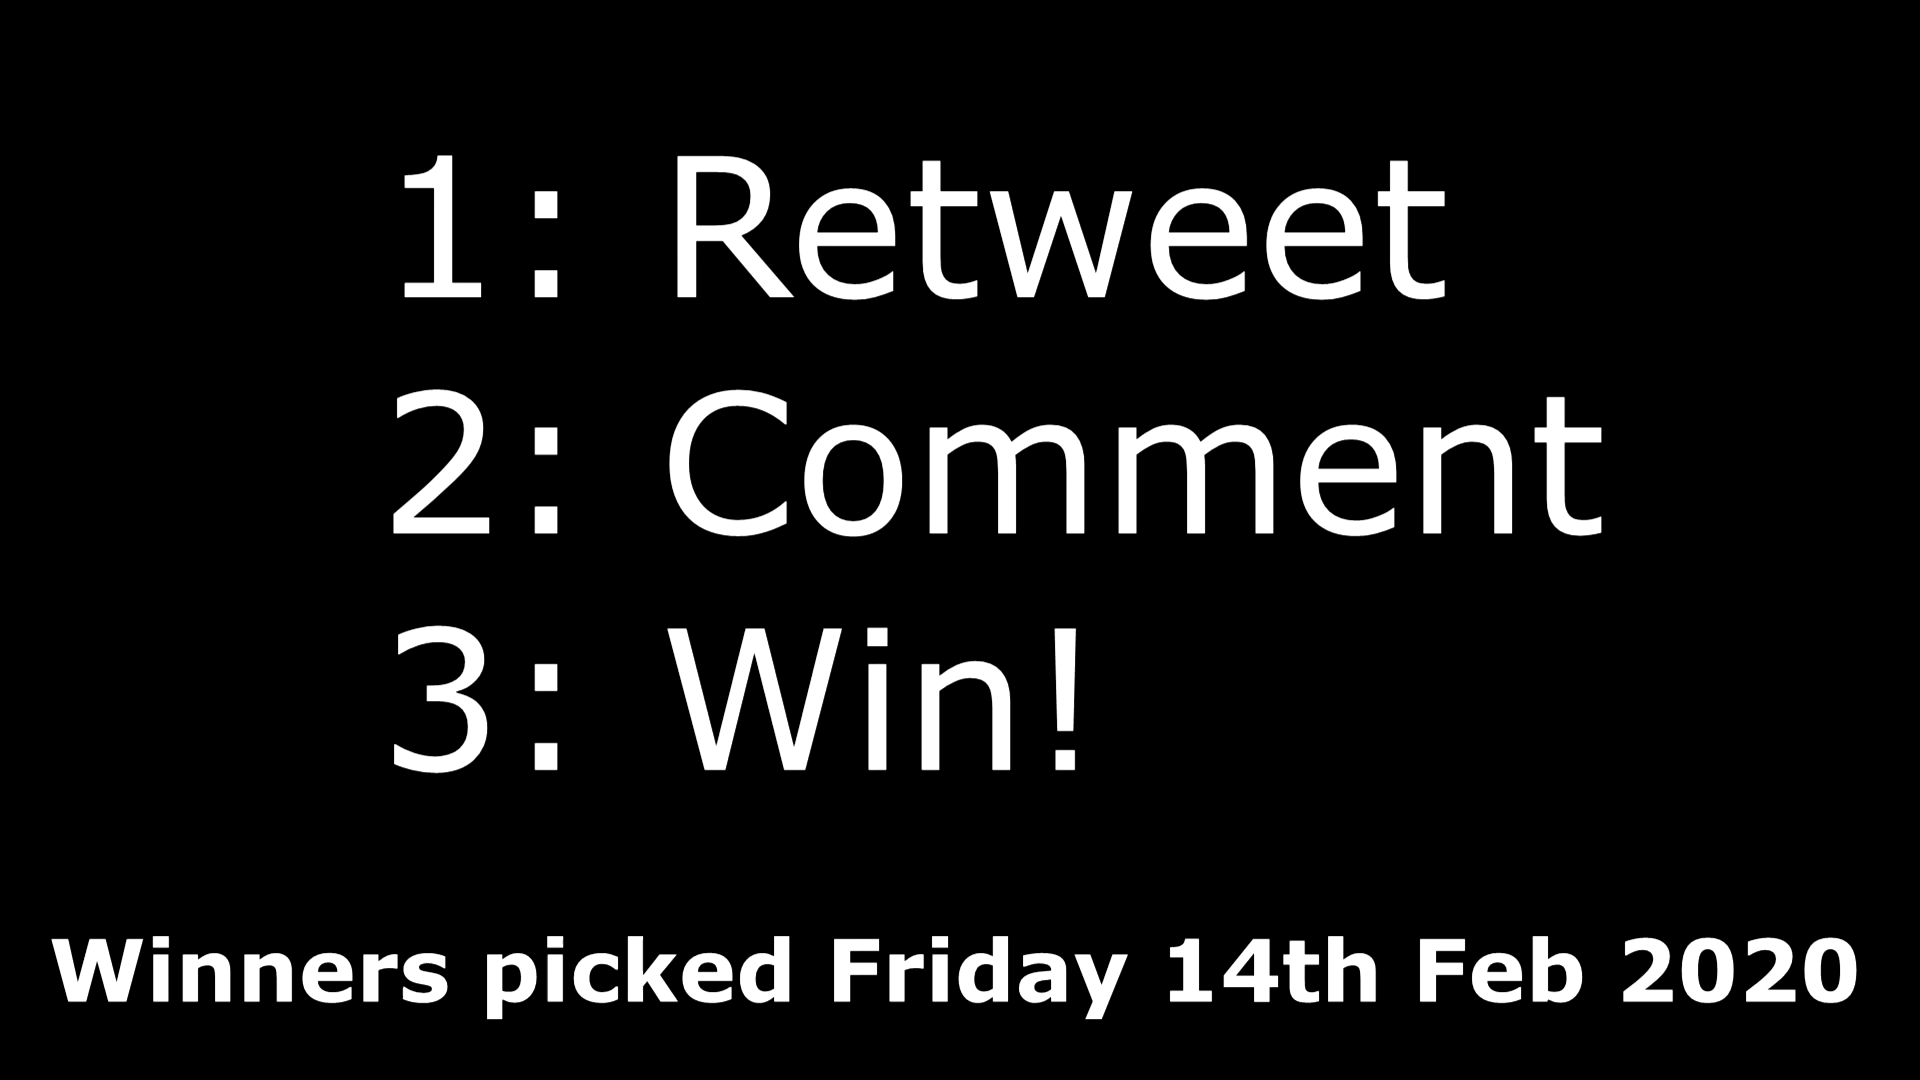 1: Retweet
2: Comment
3: Win!
Winners picked Friday 14th Feb 2020